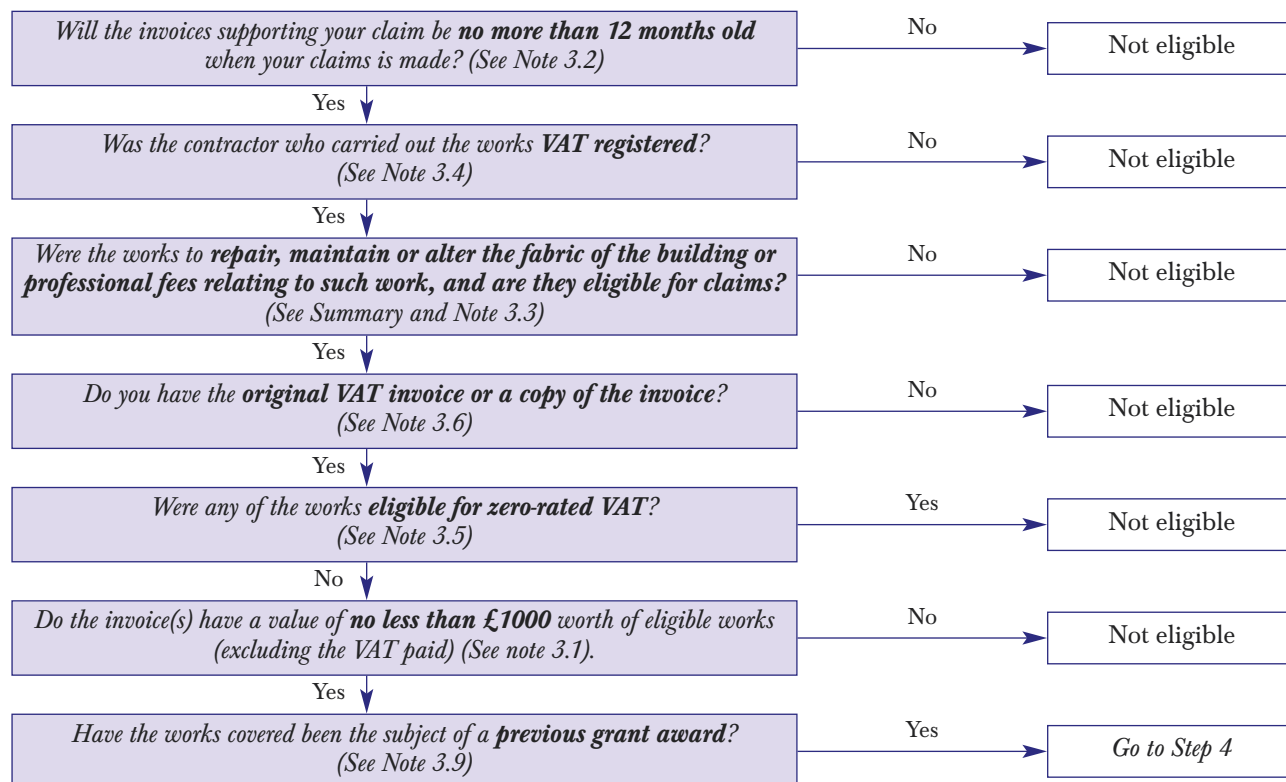 Will the invoices supporting your claim be no more than 12 months old
when your claims is made? (See Note 3.2)
No
Not eligible
Yes
Was the contractor who carried out the works VAT registered?
(See Note 3.4)
No
Not eligible
Yes
Were the works to repair, maintain or alter the fabric of the building or
professional fees relating to such work, and are they eligible for claims?
(See Summary and Note 3.3)
No
Not eligible
Yes
Do you have the original VAT invoice or a copy of the invoice?
(See Note 3.6)
No
Not eligible
Yes
Were any of the works eligible for zero-rated VAT?
(See Note 3.5)
Yes
Not eligible
No
Do the invoice(s) have a value of no less than £1000 worth of eligible works
(excluding the VAT paid) (See note 3.1).
No
Not eligible
Yes
Have the works covered been the subject of a previous grant award?
(See Note 3.9)
Yes
Go to Step 4